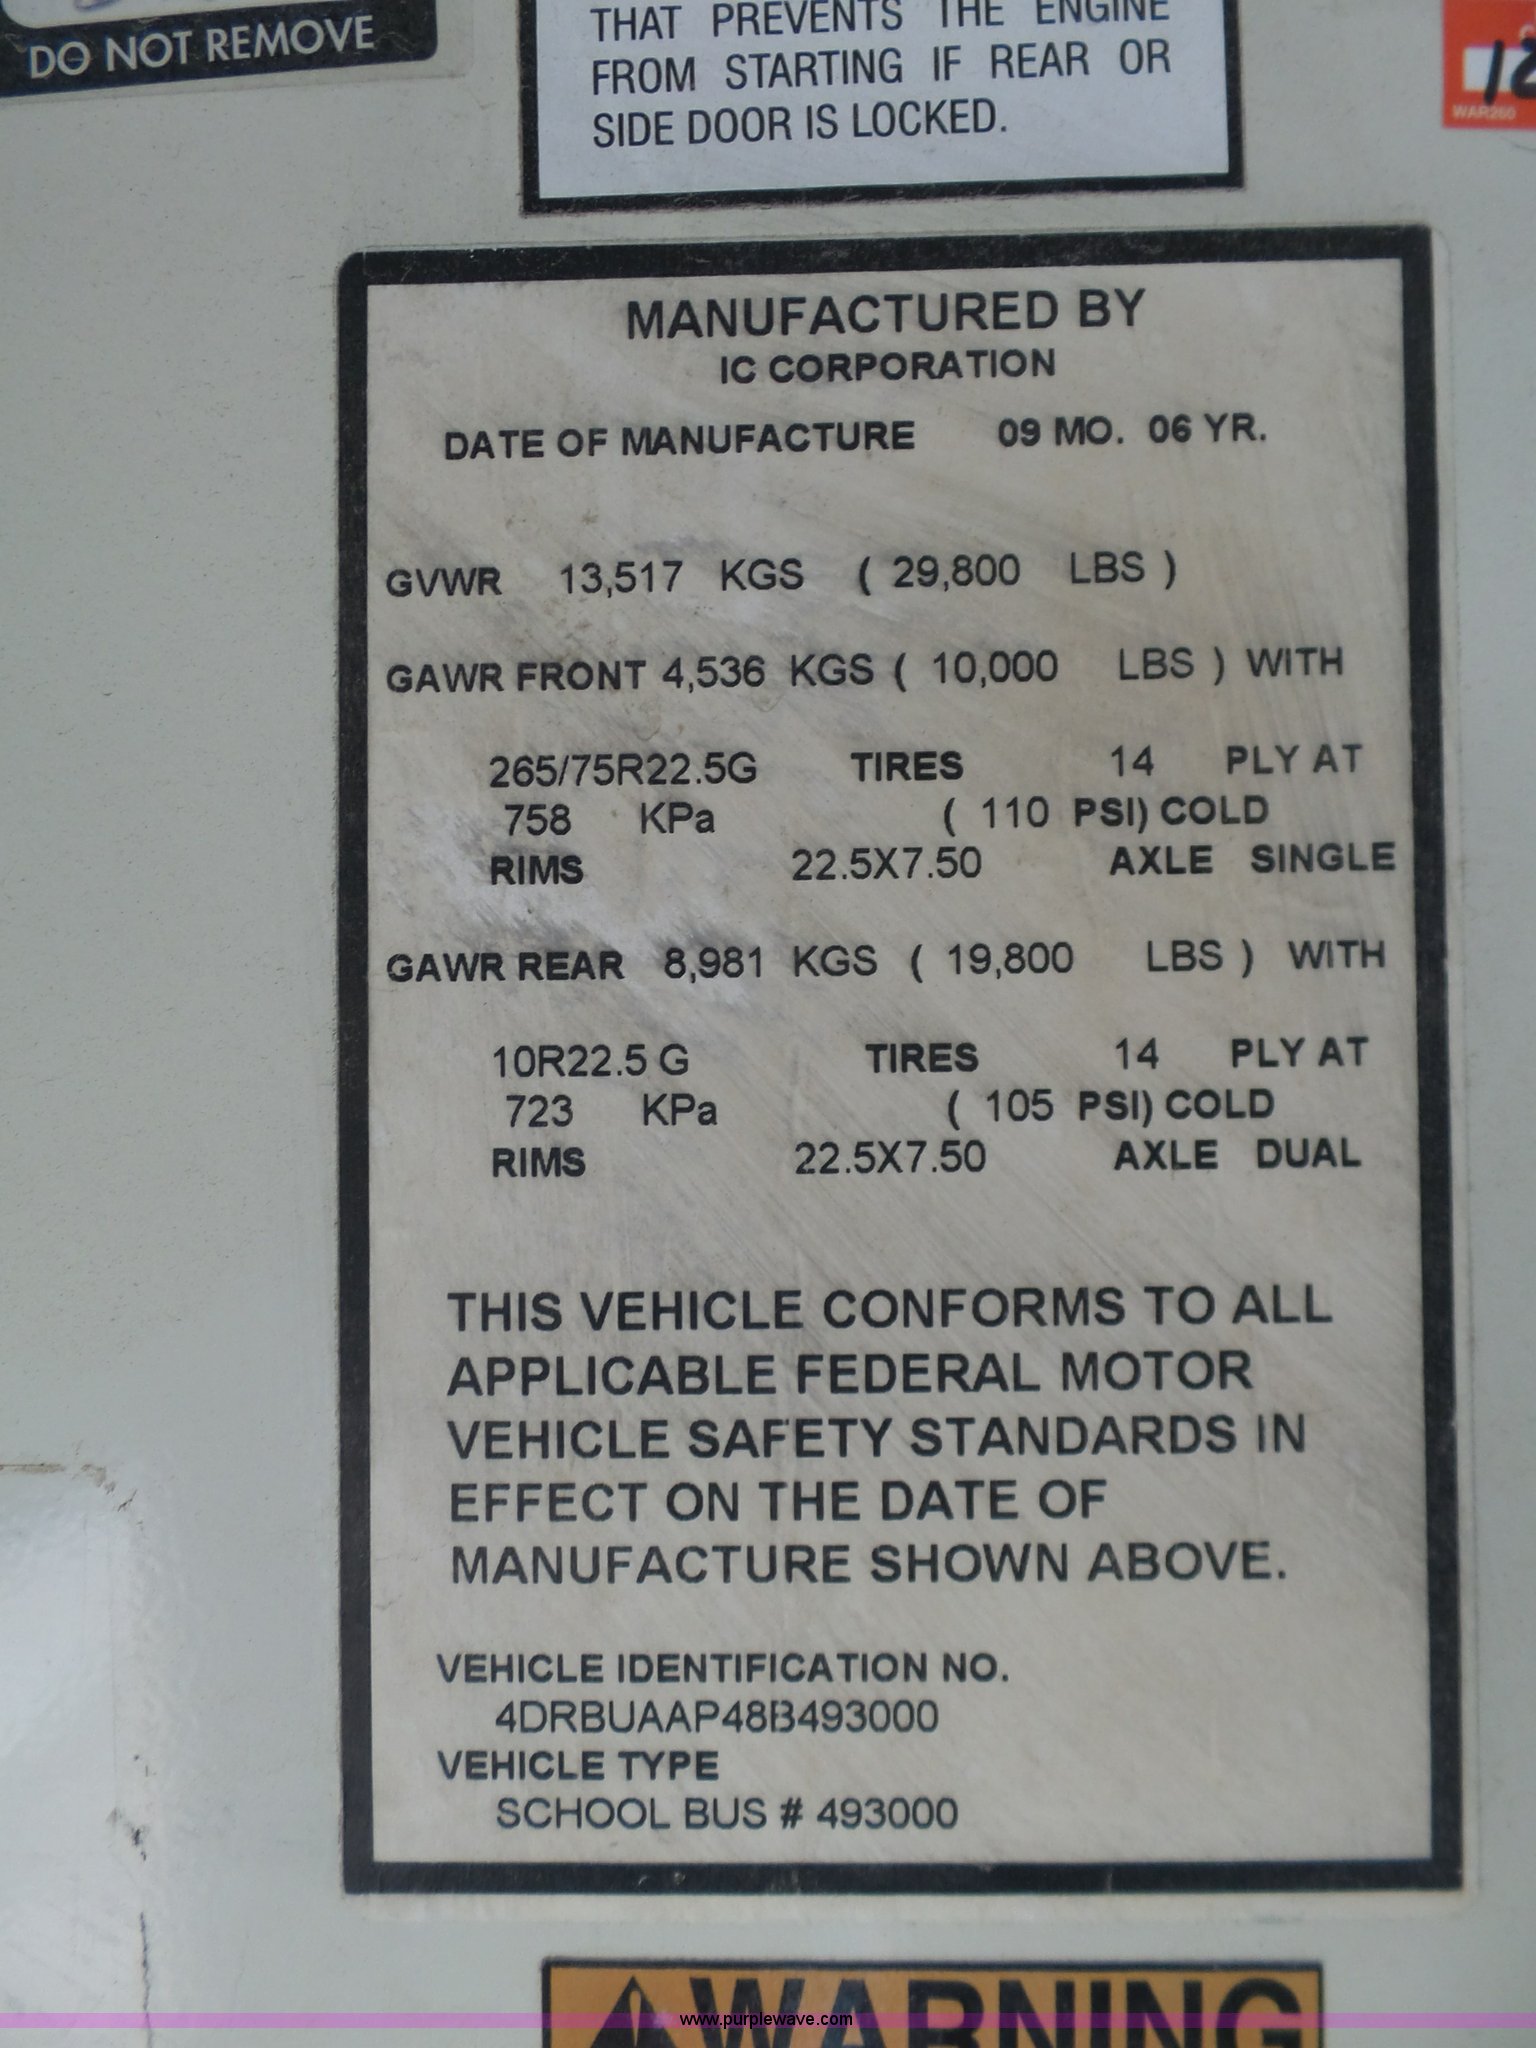 DO NOT REMOVE
THAT PREVENTS THE ENGINE
FROM STARTING IF REAR OR
SIDE DOOR IS LOCKED.
12
WAR260
MANUFACTURED BY
IC CORPORATION
DATE OF MANUFACTURE 09 MO. 06 YR.
GVWR 13,517 KGS ( 29,800 LBS )
GAWR FRONT 4,536 KGS ( 10,000 LBS ) WITH
265/75R22.5G TIRES 14 PLY AT
758 KPa ( 110 PSI) COLD
RIMS 22.5X7.50 AXLE SINGLE
GAWR REAR 8,981 KGS ( 19,800 LBS ) WITH
10R22.5 G TIRES 14 PLY AT
723 KPa ( 105 PSI) COLD
RIMS 22.5X7.50 AXLE DUAL
THIS VEHICLE CONFORMS TO ALL
APPLICABLE FEDERAL MOTOR
VEHICLE SAFETY STANDARDS IN
EFFECT ON THE DATE OF
MANUFACTURE SHOWN ABOVE.
VEHICLE IDENTIFICATION NO.
4DRBUAAP48B493000
VEHICLE TYPE
SCHOOL BUS # 493000
WARNING
www.purplewave.com